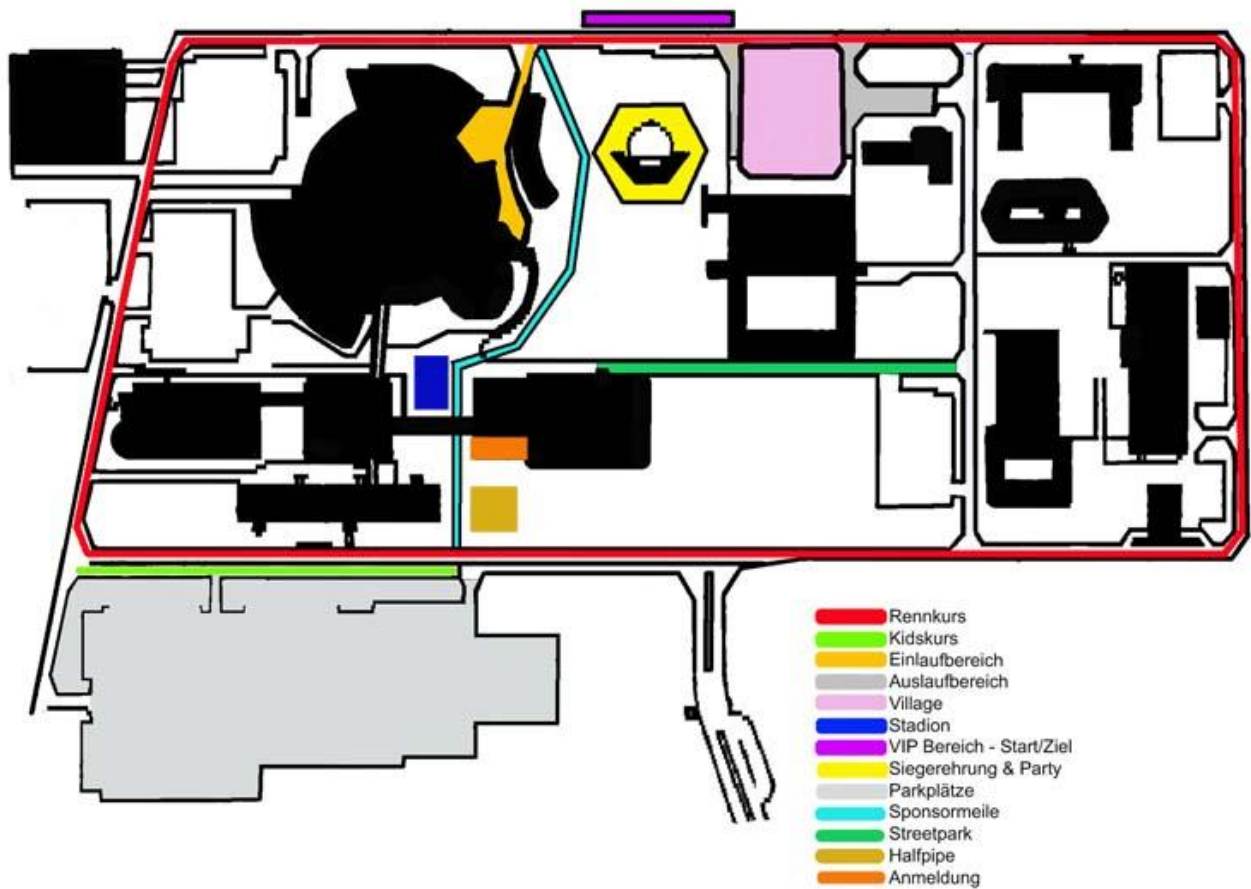 Rennkurs
Kidskurs
Einlaufbereich
Auslaufbereich
Village
Stadion
VIP Bereich - Start/Ziel
Siegerehrung & Party
Parkplätze
Sponsormeile
Streetpark
Halfpipe
Anmeldung